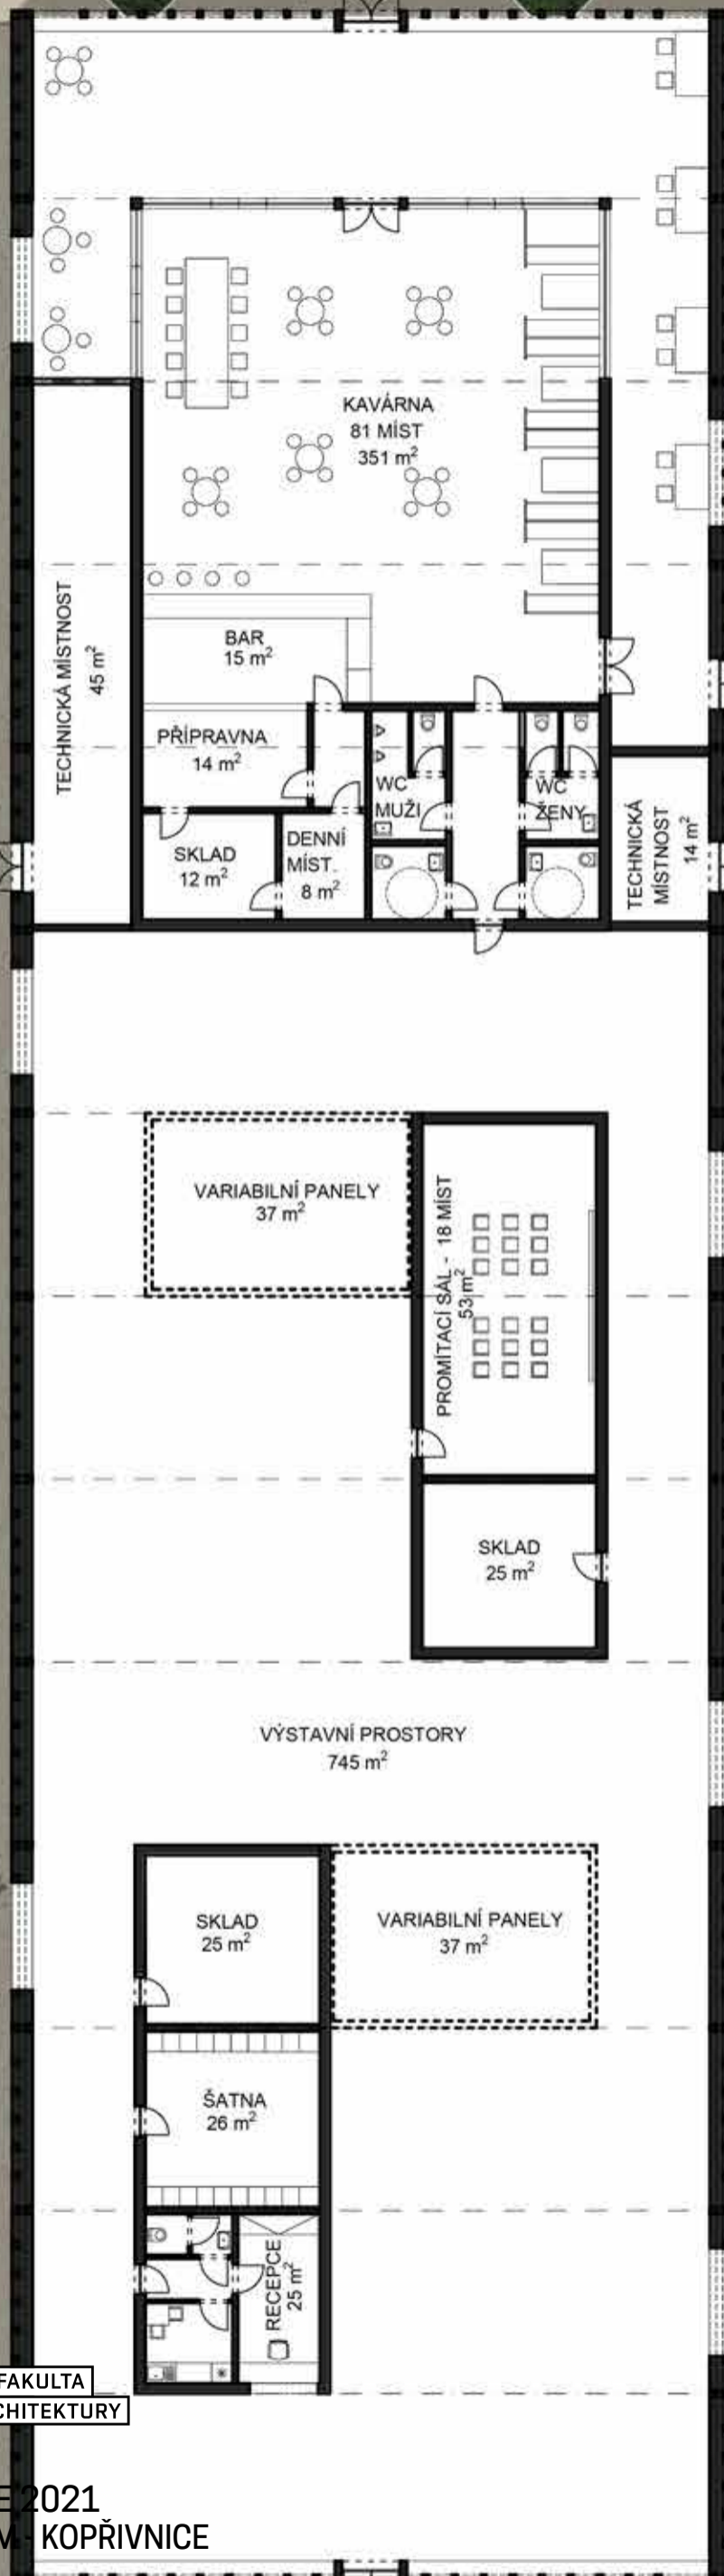 KAVÁRNA
81 MÍST
351 m²
TECHNICKÁ MÍSTNOST
45 m²
BAR
15 m²
PŘÍPRAVNA
14 m²
WC
MUŽI
WC
ŽENY
SKLAD
12 m²
DENNÍ
MÍST.
8 m²
TECHNICKÁ
MÍSTNOST
14 m²
VARIABILNÍ PANELY
37 m²
PROMÍTACÍ SÁL - 18 MÍST
53 m²
SKLAD
25 m²
VÝSTAVNÍ PROSTORY
745 m²
SKLAD
25 m²
VARIABILNÍ PANELY
37 m²
ŠATNA
26 m²
RECEPCE
25 m²
FAKULTA
CHITEKTURY
E 2021
M - KOPŘIVNICE